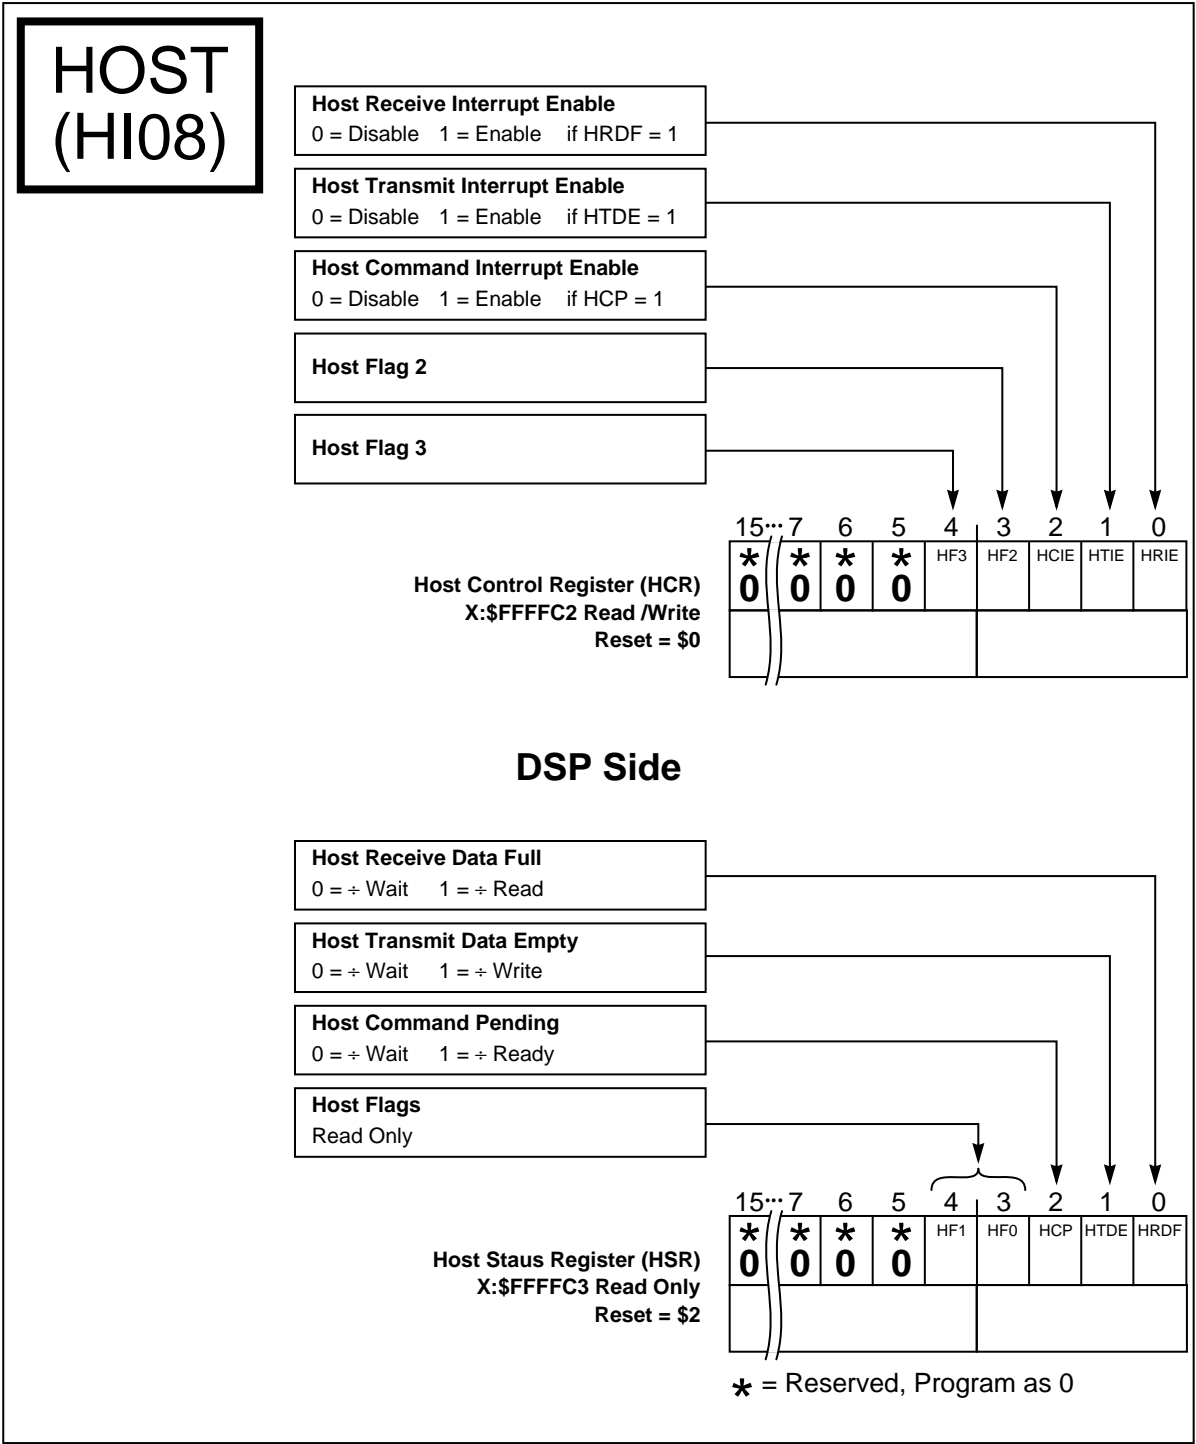 HOST
(HI08)
Host Receive Interrupt Enable
0 = Disable 1 = Enable if HRDF = 1
Host Transmit Interrupt Enable
0 = Disable 1 = Enable if HTDE = 1
Host Command Interrupt Enable
0 = Disable 1 = Enable if HCP = 1
Host Flag 2
Host Flag 3
15 ··· 7 6 5 4 3 2 1 0
* * * * HF3 HF2 HCIE HTIE HRIE
0 0 0 0
Host Control Register (HCR)
X:$FFFFC2 Read /Write
Reset = $0
DSP Side
Host Receive Data Full
0 = ÷ Wait 1 = ÷ Read
Host Transmit Data Empty
0 = ÷ Wait 1 = ÷ Write
Host Command Pending
0 = ÷ Wait 1 = ÷ Ready
Host Flags
Read Only
15 ··· 7 6 5 4 3 2 1 0
* * * * HF1 HF0 HCP HTDE HRDF
0 0 0 0
Host Staus Register (HSR)
X:$FFFFC3 Read Only
Reset = $2
* = Reserved, Program as 0